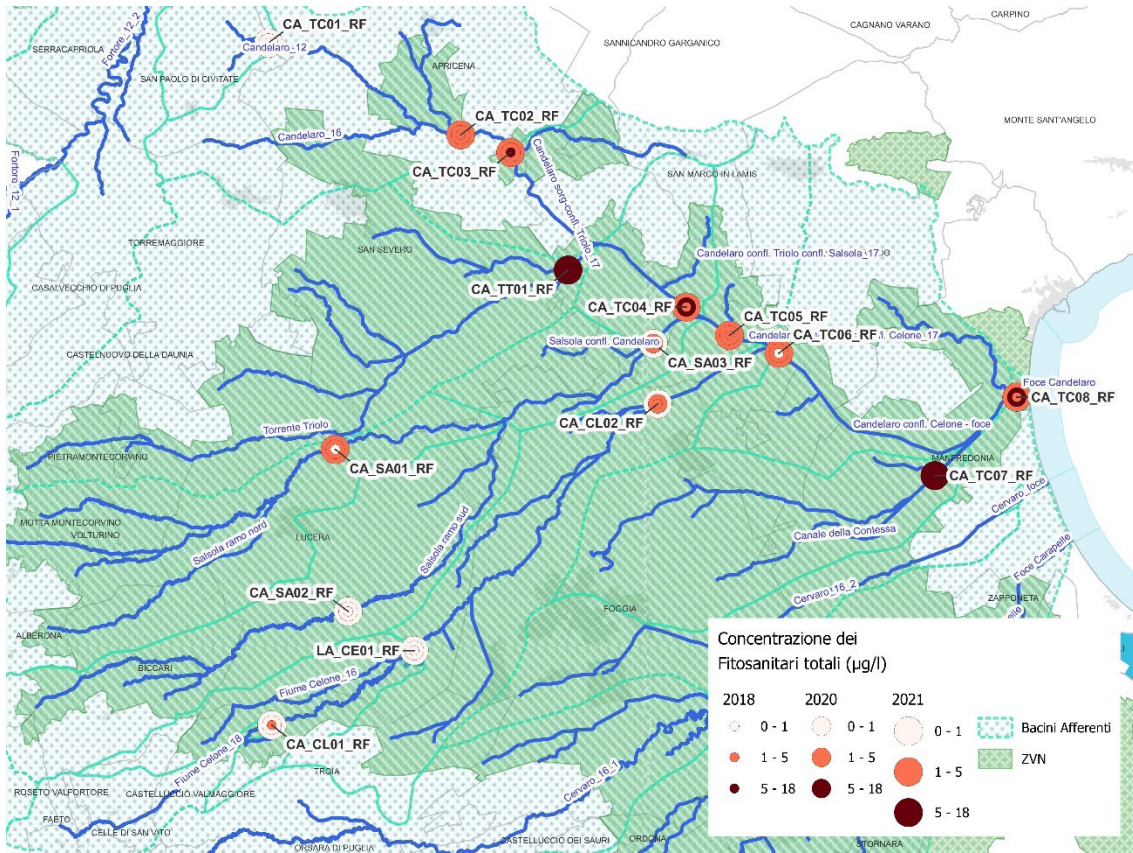 CARPINO
CAGNANO VARANO
CA_TC01_RF
SANNICANDRO GARGANICO
SERRACAPRIOLA
Fortore_12_2
Candelaro_12
APRICENA
SAN PAOLO DI CIVITATE
CA_TC02_RF
MONTE SANT'ANGELO
Candelaro_16
CA_TC03_RF
Candelaro sorg-confl. Triolo_17
SAN MARCO IN LAMIS
Fortore_12_1
TORREMAGGIORE
SAN SEVERO
Candelaro confl. Triolo confl. Salsola_17
CASALVECCHIO DI PUGLIA
CA_TT01_RF
CA_TC04_RF
CA_TC05_RF
CA_TC06_RF
Salsola confl. Candelaro
Candelar
fl. Celone_17
CASTELNUOVO DELLA DAUNIA
CA_SA03_RF
Foce Candelaro
CA_TC08_RF
CA_CL02_RF
Candelaro confl. Celone - foce
Torrente Triolo
PIETRAMONTECORVINO
CA_SA01_RF
MANFREDONIA
CA_TC07_RF
Cervaro_foce
MOTTA MONTECORVINO
VOLTURINO
Salsola ramo nord
LUCERA
Salsola ramo sud
Canale della Contessa
Foce Carapelle
Cervaro_16_2
ZAPPONETA
CA_SA02_RF
FOGGIA
ALBERONA
LA_CE01_RF
BICCARI
Fiume Celone_16
CA_CL01_RF
Fiume Celone_18
TROIA
Cervaro_16_1
ROSETO VALFORTORE
CASTELLUCCIO VALMAGGIORE
FAETO
CELLE DI SAN VITO
ORSARA DI PUGLIA
CASTELLUCCIO DEI SAURI
ORDONA
STORNARA
Concentrazione dei
Fitosanitari totali (µg/l)
2018 2020 2021
0 - 1 0 - 1 0 - 1
1 - 5 1 - 5 1 - 5
5 - 18 5 - 18 5 - 18
Bacini Afferenti
ZVN